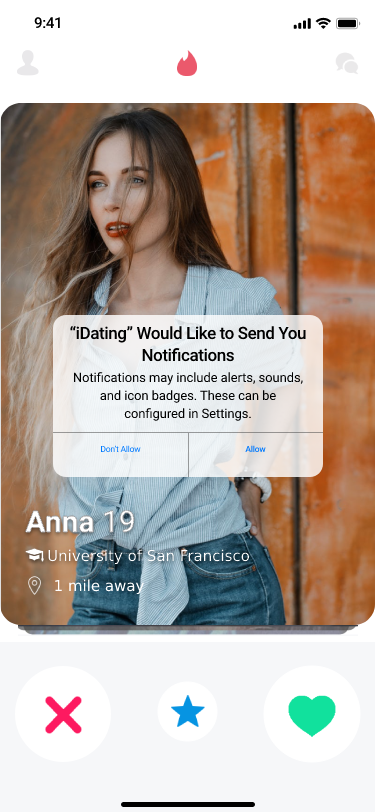 9:41
“iDating” Would Like to Send You
Notifications
Notifications may include alerts, sounds,
and icon badges. These can be
configured in Settings.
Don't Allow
Allow
Anna 19
University of San Francisco
1 mile away